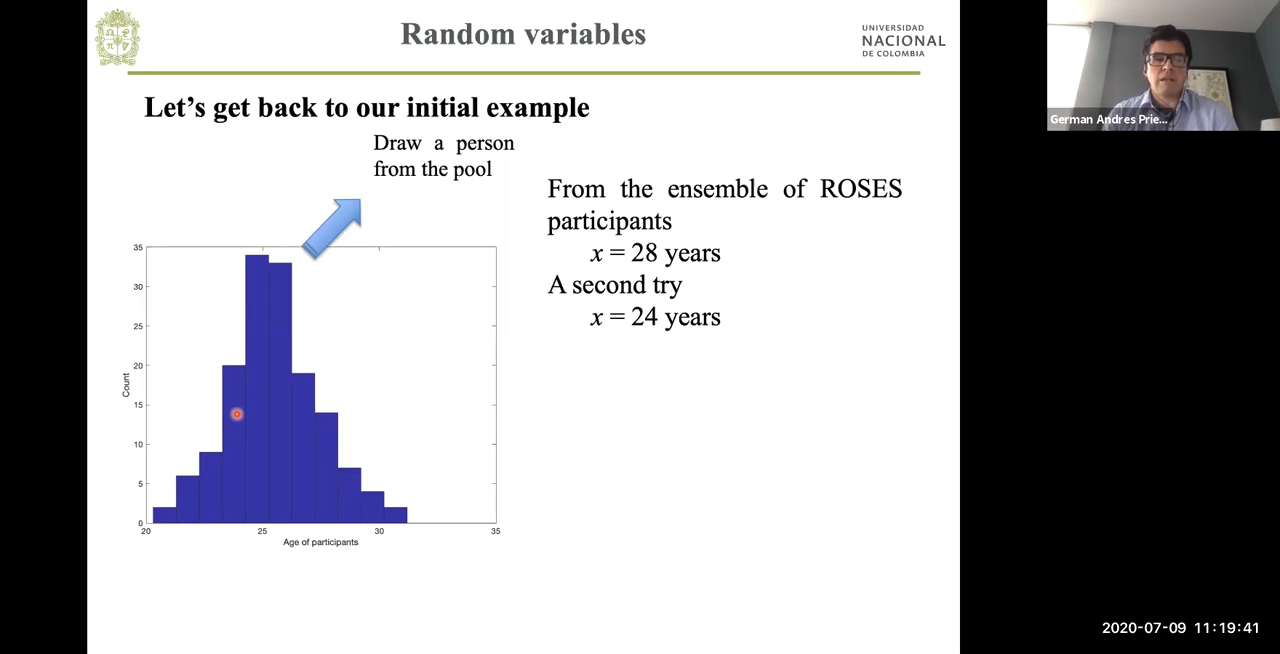 Random variables
UNIVERSIDAD
NACIONAL
DE COLOMBIA
German Andres Prie...
Let's get back to our initial example
Draw a person
from the pool
From the ensemble of ROSES
participants
x = 28 years
A second try
x = 24 years
35
30
25
20
15
10
5
0
Count
20
25
30
35
Age of participants
2020-07-09 11:19:41